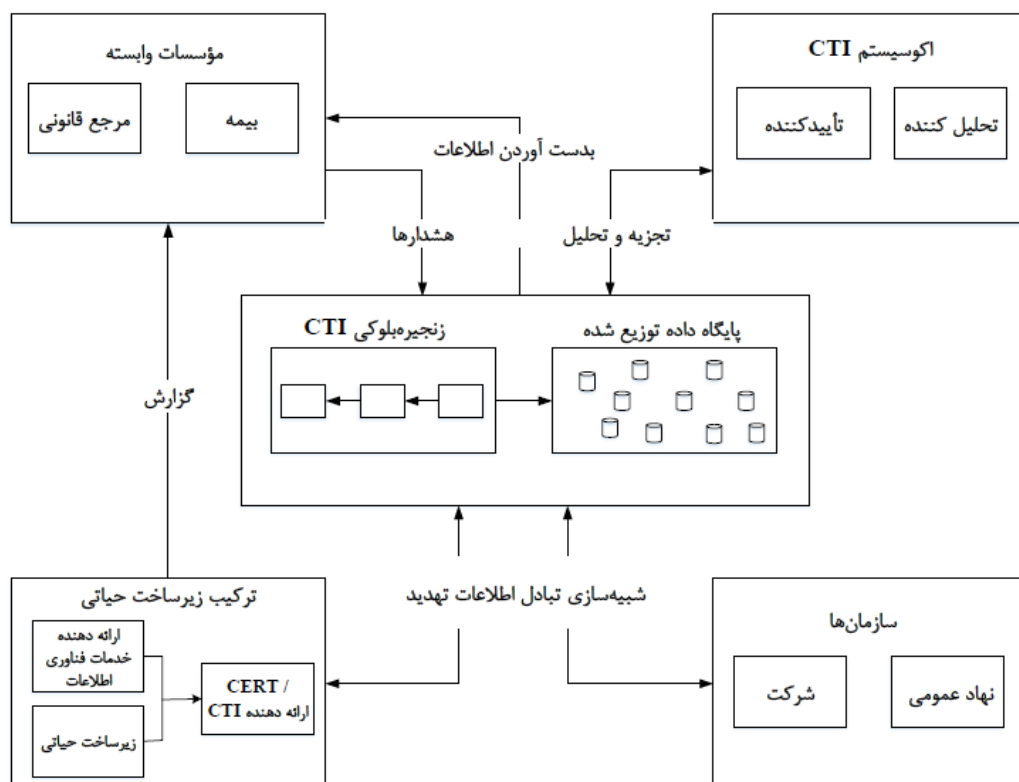 مؤسسات وابسته
بیمه
مرجع قانونی
اکوسیستم CTI
تحلیل کننده
تأییدکننده
بدست آوردن اطلاعات
هشدارها
تجزیه و تحلیل
گزارش
زنجیره‌بلوکی CTI
پایگاه داده توزیع شده
شبیه‌سازی تبادل اطلاعات تهدید
ترکیب زیرساخت حیاتی
ارائه دهنده
خدمات فناوری
اطلاعات
زیرساخت حیاتی
CERT /
ارائه دهنده CTI
سازمان‌ها
نهاد عمومی
شرکت